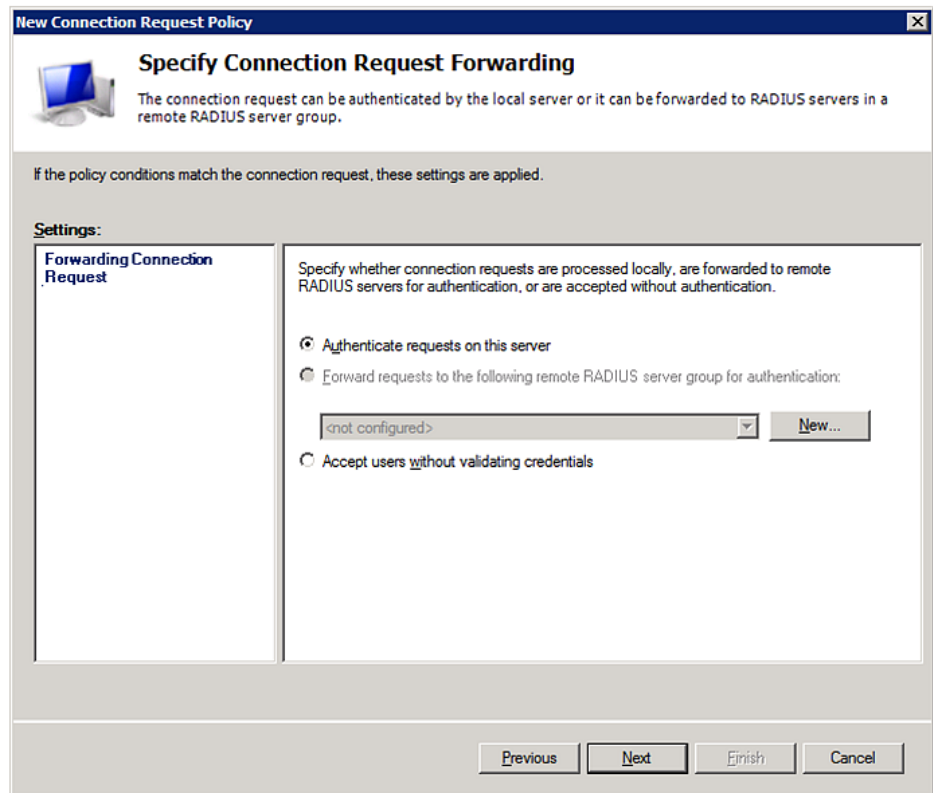 New Connection Request Policy
Specify Connection Request Forwarding
The connection request can be authenticated by the local server or it can be forwarded to RADIUS servers in a
remote RADIUS server group.
If the policy conditions match the connection request, these settings are applied.
Settings:
Forwarding Connection
Request
Specify whether connection requests are processed locally, are forwarded to remote
RADIUS servers for authentication, or are accepted without authentication.
Authenticate requests on this server
Forward requests to the following remote RADIUS server group for authentication:
<not configured>
New...
Accept users without validating credentials
Previous
Next
Finish
Cancel